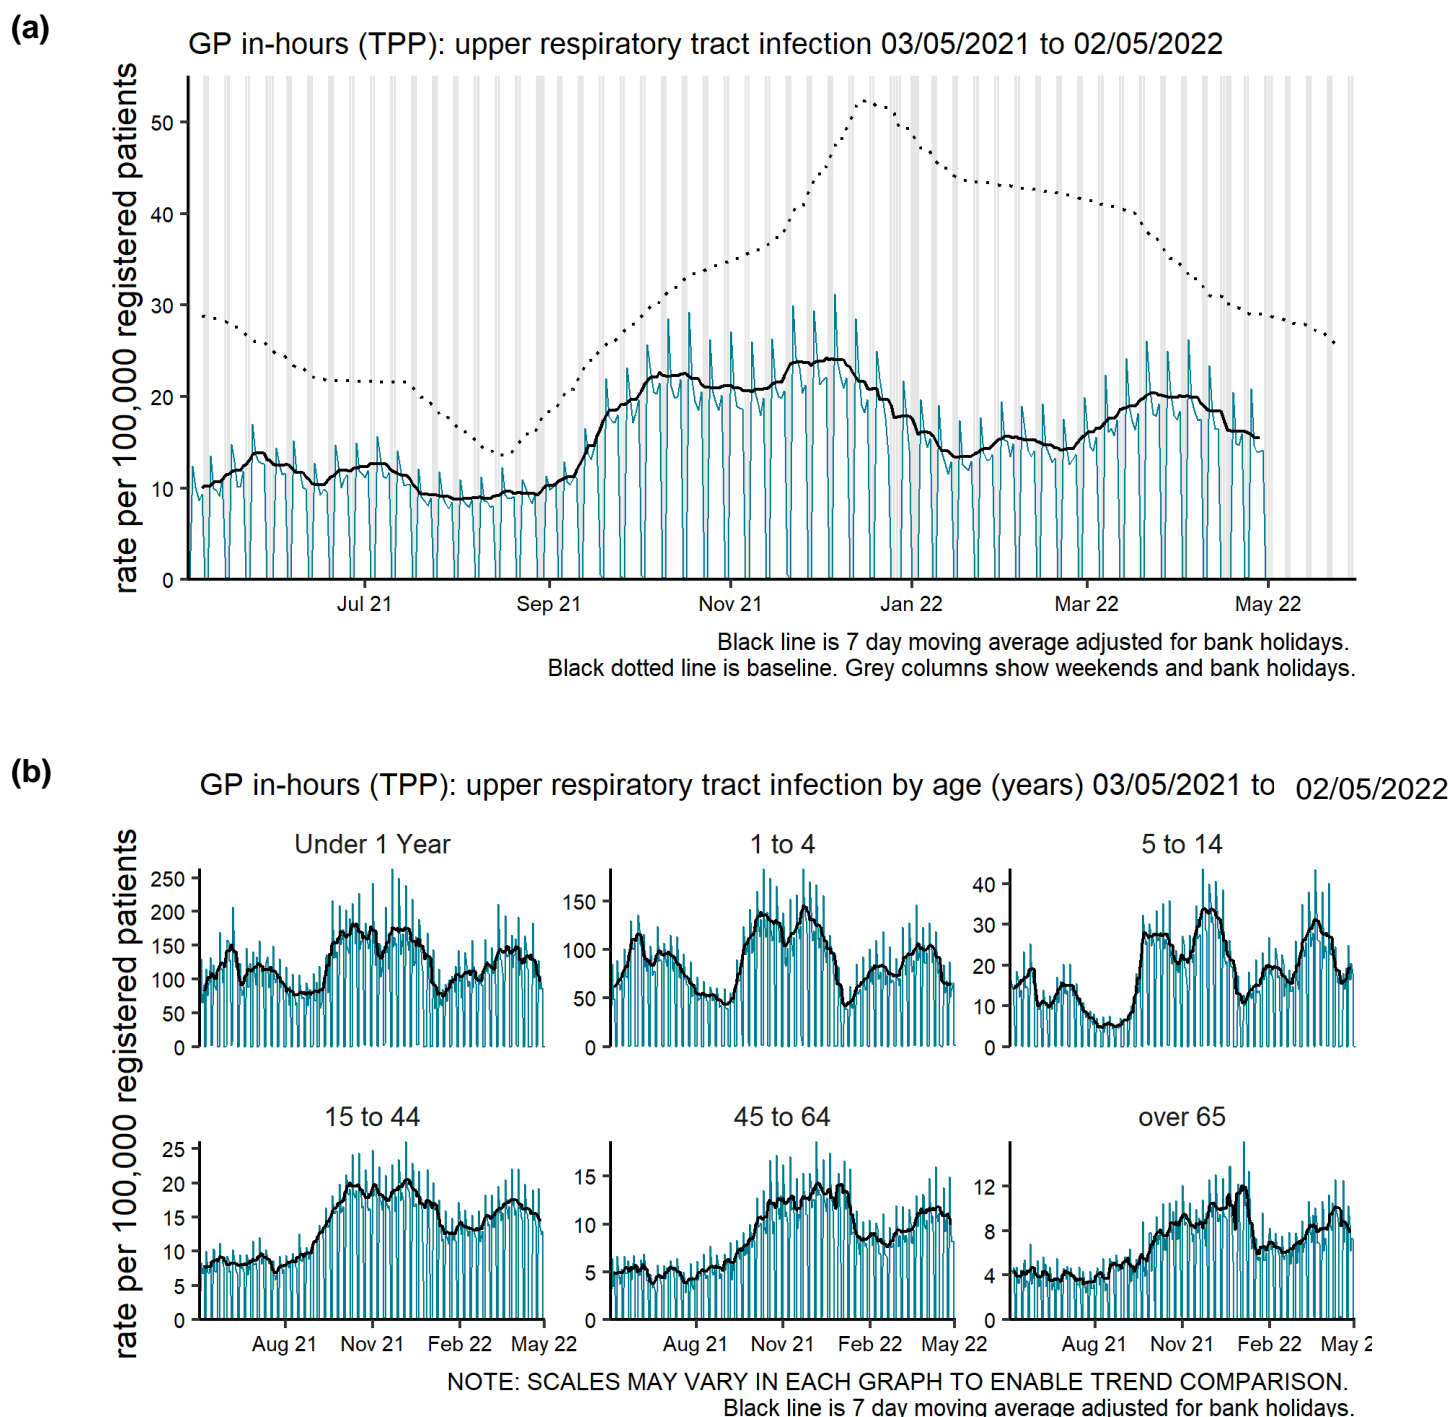 (a)
GP in-hours (TPP): upper respiratory tract infection 03/05/2021 to 02/05/2022
rate per 100,000 registered patients
50
40
30
20
10
0
Jul 21 Sep 21 Nov 21 Jan 22 Mar 22 May 22
Black line is 7 day moving average adjusted for bank holidays.
Black dotted line is baseline. Grey columns show weekends and bank holidays.
(b)
GP in-hours (TPP): upper respiratory tract infection by age (years) 03/05/2021 to 02/05/2022
rate per 100,000 registered patients
Under 1 Year
250
200
150
100
50
0
1 to 4
150
100
50
0
5 to 14
40
30
20
10
0
15 to 44
25
20
15
10
5
0
Aug 21 Nov 21 Feb 22 May 22
45 to 64
15
10
5
0
Aug 21 Nov 21 Feb 22 May 22
over 65
12
8
4
0
Aug 21 Nov 21 Feb 22 May 2
NOTE: SCALES MAY VARY IN EACH GRAPH TO ENABLE TREND COMPARISON.
Black line is 7 day moving average adjusted for bank holidays.